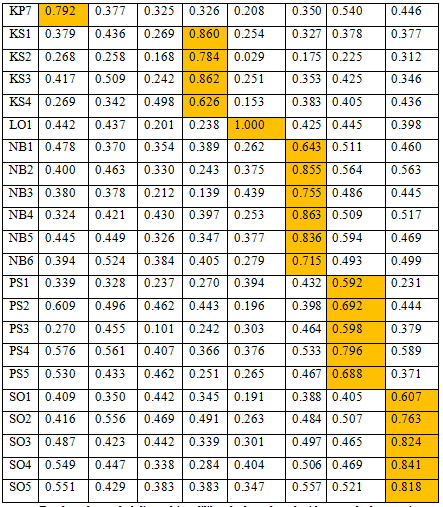 KP7 0.792 0.377 0.325 0.326 0.208 0.350 0.540 0.446
KS1 0.379 0.436 0.269 0.860 0.254 0.327 0.378 0.377
KS2 0.268 0.258 0.168 0.784 0.029 0.175 0.225 0.312
KS3 0.417 0.509 0.242 0.862 0.251 0.353 0.425 0.346
KS4 0.269 0.342 0.498 0.626 0.153 0.383 0.405 0.436
LO1 0.442 0.437 0.201 0.238 1.000 0.425 0.445 0.398
NB1 0.478 0.370 0.354 0.389 0.262 0.643 0.511 0.460
NB2 0.400 0.463 0.330 0.243 0.375 0.855 0.564 0.563
NB3 0.380 0.378 0.212 0.139 0.439 0.755 0.486 0.445
NB4 0.324 0.421 0.430 0.397 0.253 0.863 0.509 0.517
NB5 0.445 0.449 0.326 0.347 0.377 0.836 0.594 0.469
NB6 0.394 0.524 0.384 0.405 0.279 0.715 0.493 0.499
PS1 0.339 0.328 0.237 0.270 0.394 0.432 0.592 0.231
PS2 0.609 0.496 0.462 0.443 0.196 0.398 0.692 0.444
PS3 0.270 0.455 0.101 0.242 0.303 0.464 0.598 0.379
PS4 0.576 0.561 0.407 0.366 0.376 0.533 0.796 0.589
PS5 0.530 0.433 0.462 0.251 0.265 0.467 0.688 0.371
SO1 0.409 0.350 0.442 0.345 0.191 0.388 0.405 0.607
SO2 0.416 0.556 0.469 0.491 0.263 0.484 0.507 0.763
SO3 0.487 0.423 0.442 0.339 0.301 0.497 0.465 0.824
SO4 0.549 0.447 0.338 0.284 0.404 0.506 0.469 0.841
SO5 0.551 0.429 0.383 0.383 0.347 0.557 0.521 0.818